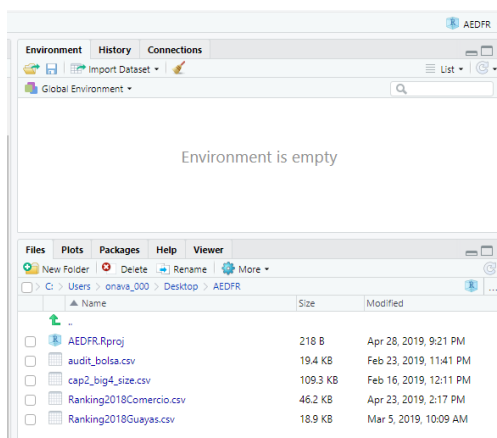 AEDFR
Environment History Connections
Import Dataset List
Global Environment
Environment is empty
Files Plots Packages Help Viewer
New Folder Delete Rename More
C: > Users > onava_000 > Desktop > AEDFR ...
Name Size Modified
..
AEDFR.Rproj 218 B Apr 28, 2019, 9:21 PM
audit_bolsa.csv 19.4 KB Feb 23, 2019, 11:41 PM
cap2_big4_size.csv 109.3 KB Feb 16, 2019, 12:11 PM
Ranking2018Comercio.csv 46.2 KB Apr 23, 2019, 2:17 PM
Ranking2018Guayas.csv 18.9 KB Mar 5, 2019, 10:09 AM